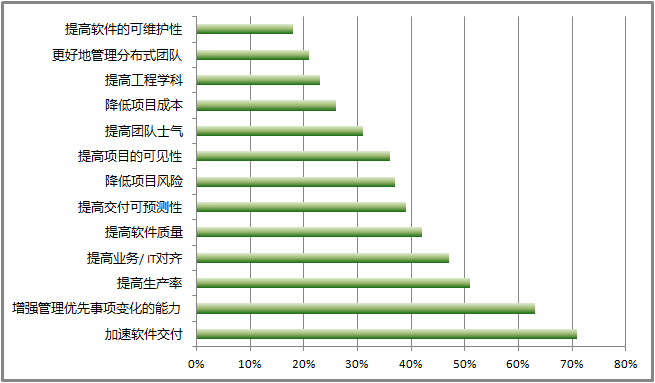 提高软件的可维护性
更好地管理分布式团队
提高工程学科
降低项目成本
提高团队士气
提高项目的可见性
降低项目风险
提高交付可预测性
提高软件质量
提高业务/ IT对齐
提高生产率
增强管理优先事项变化的能力
加速软件交付
0% 10% 20% 30% 40% 50% 60% 70% 80%